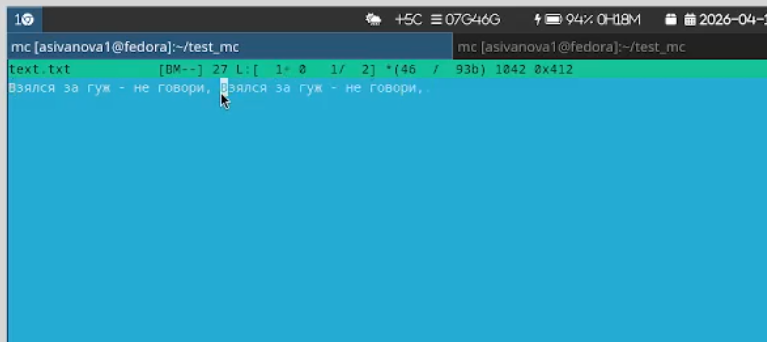 1
+5C 07G46G 94% 0H18M 2026-04-1
mc [asivanova1@fedora]:~/test_mc mc [asivanova1@fedora]:~/test_mc
text.txt [BM--] 27 L:[ 1+ 0 1/ 2] *(46 / 93b) 1042 0x412
Взялся за гуж - не говори, Взялся за гуж - не говори,